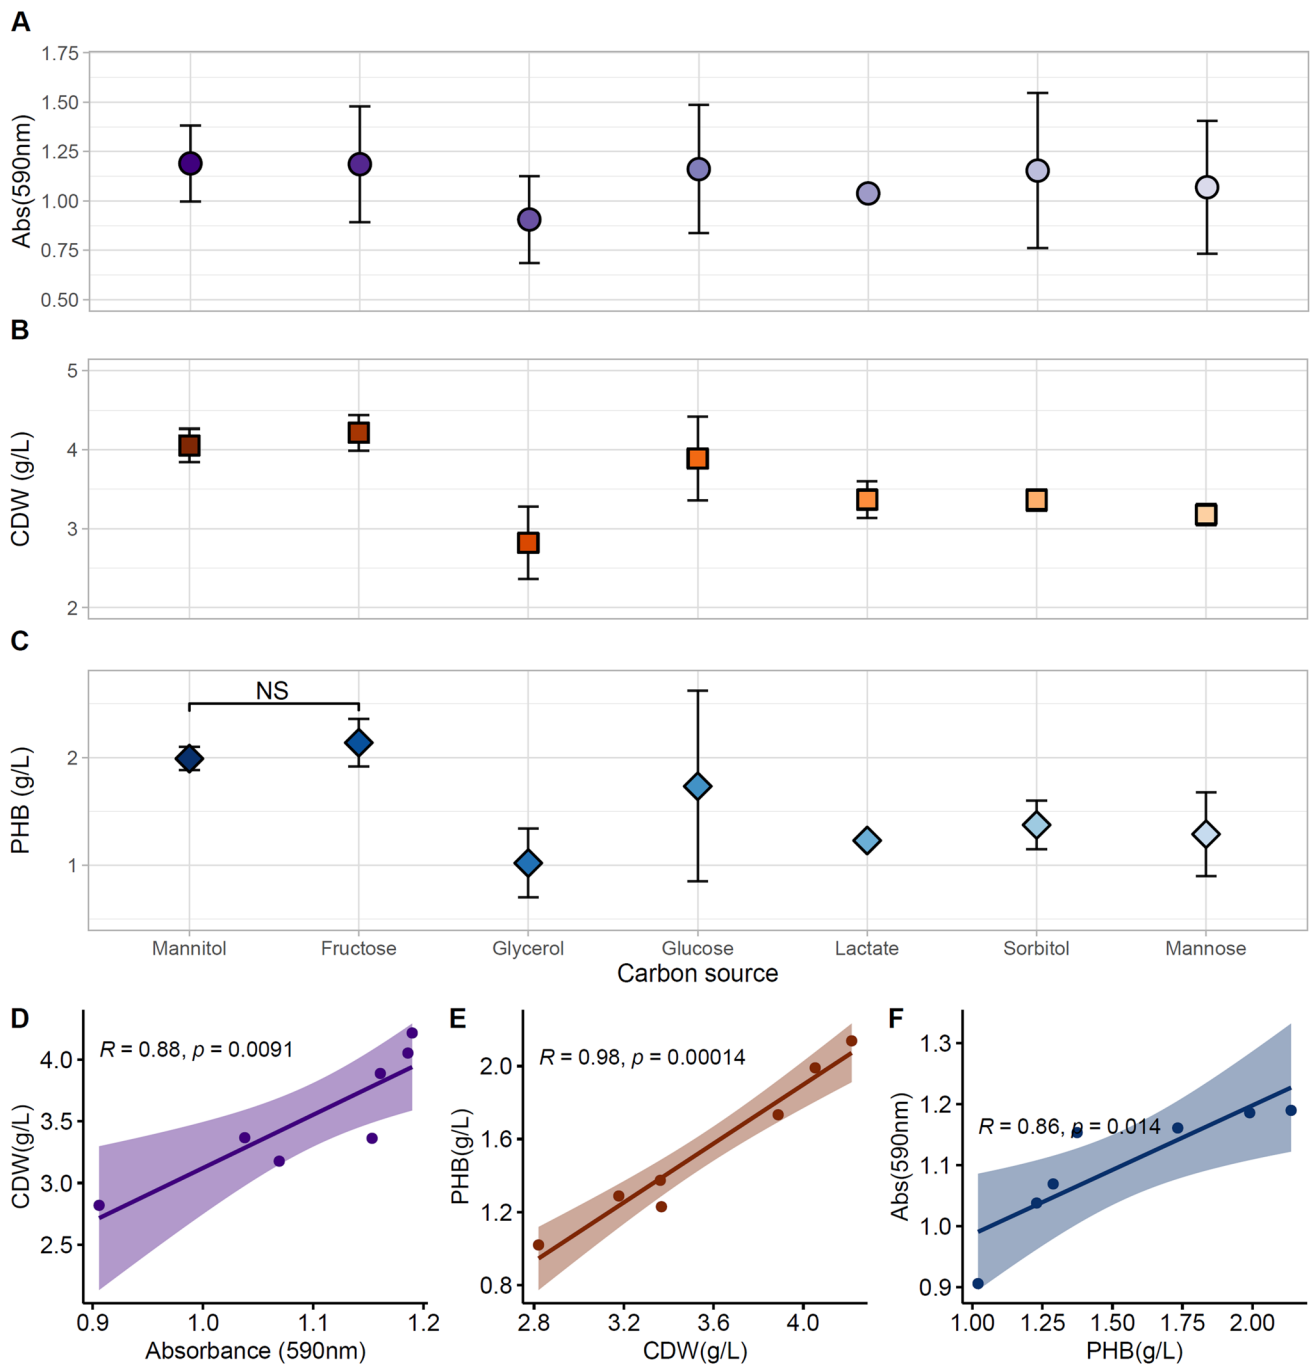 A
1.75
1.50
1.25
1.00
0.75
0.50
Abs(590nm)
B
5
4
3
2
CDW (g/L)
C
NS
2
1
PHB (g/L)
Mannitol Fructose Glycerol Glucose Lactate Sorbitol Mannose
Carbon source
D
R = 0.88, p = 0.0091
4.0
3.5
3.0
2.5
CDW(g/L)
0.9 1.0 1.1 1.2
Absorbance (590nm)
E
R = 0.98, p = 0.00014
2.0
1.6
1.2
0.8
PHB(g/L)
2.8 3.2 3.6 4.0
CDW(g/L)
F
1.3
1.2
R = 0.86, p = 0.014
1.1
1.0
0.9
Abs(590nm)
1.00 1.25 1.50 1.75 2.00
PHB(g/L)